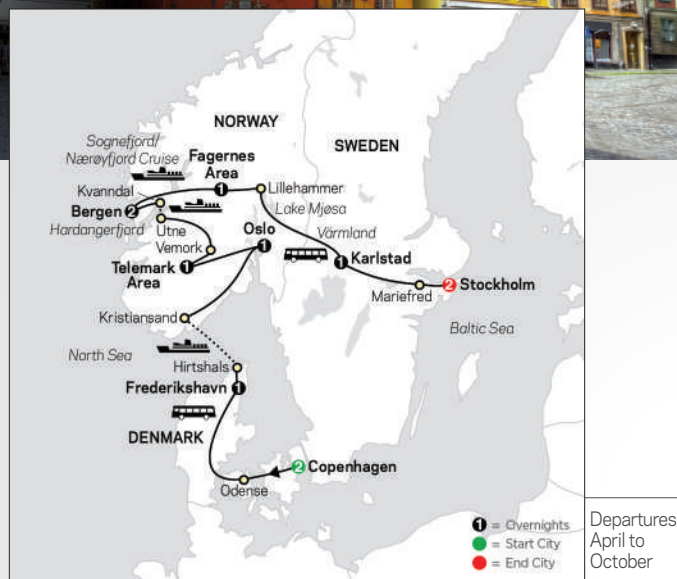 NORWAY
SWEDEN
Sognefjord/
Nærøyfjord Cruise
Fagernes
Area
1
Kvanndal
Lillehammer
Bergen 2
Lake Mjøsa
Hardangerfjord
Utne
Oslo
1
Värmland
Vemork
1 Karlstad
Telemark
Area
1
Mariefred
2 Stockholm
Kristiansand
Baltic Sea
North Sea
Hirtshals
Frederikshavn 1
DENMARK
2 Copenhagen
Odense
1 = Overnights
= Start City
= End City
Departures
April to
October